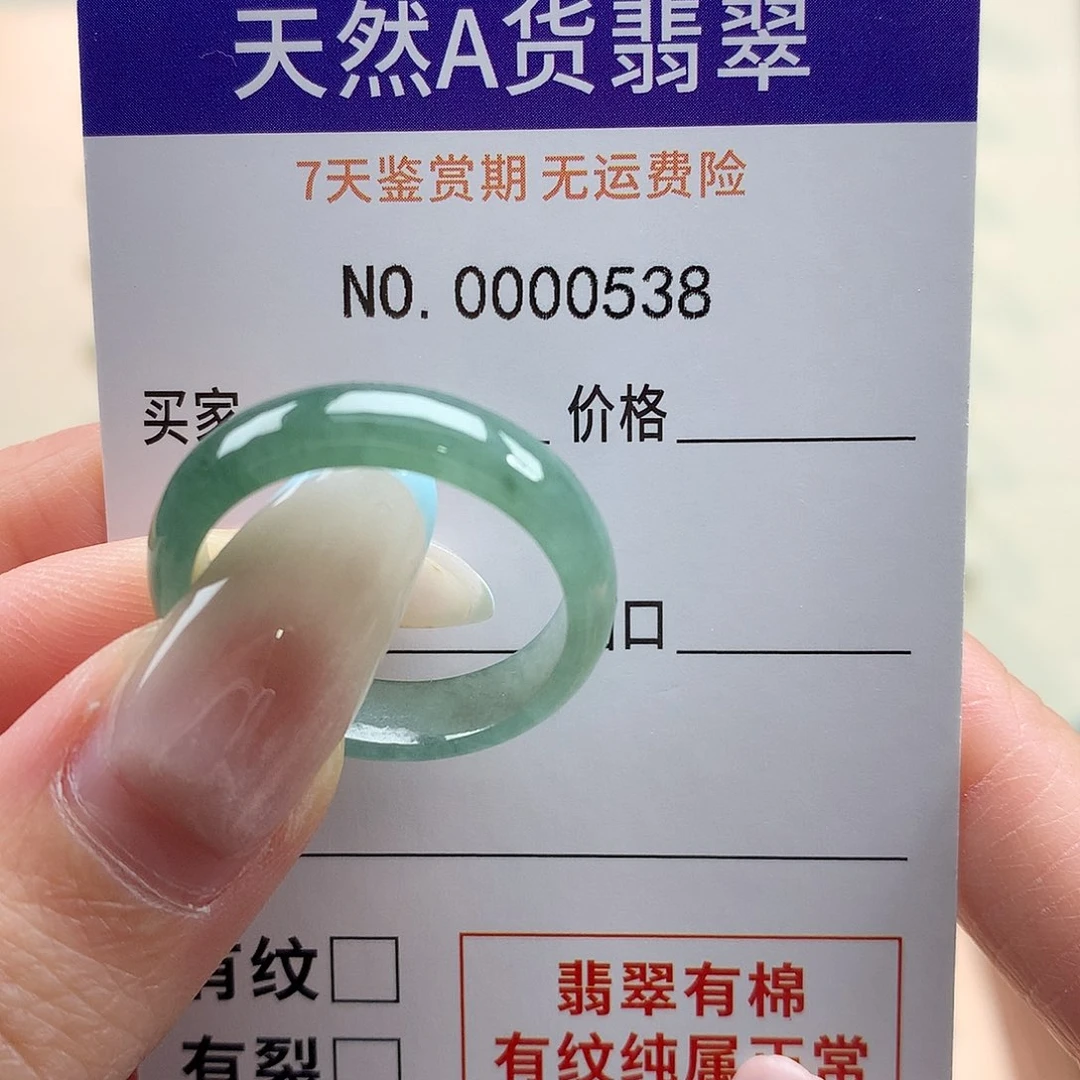 天然A货翡翠
7天鉴赏期 无运费险
NO. 0000538
买家 价格
口
有纹
有裂
翡翠有棉
有纹纯属正常